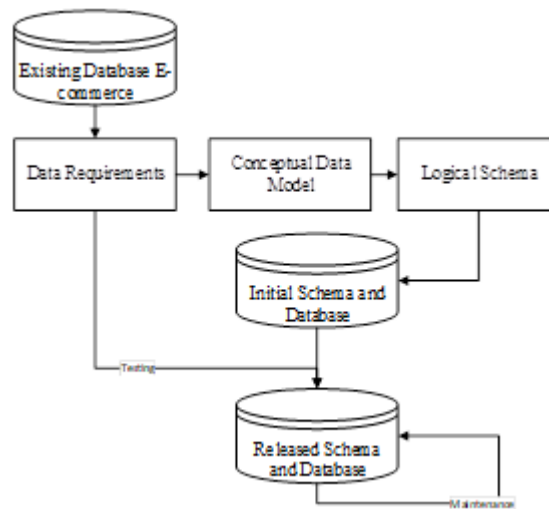 Existing Database E-
commerce
Data Requirements
Conceptual Data
Model
Logical Schema
Initial Schema and
Database
Testing
Released Schema
and Database
Maintenance